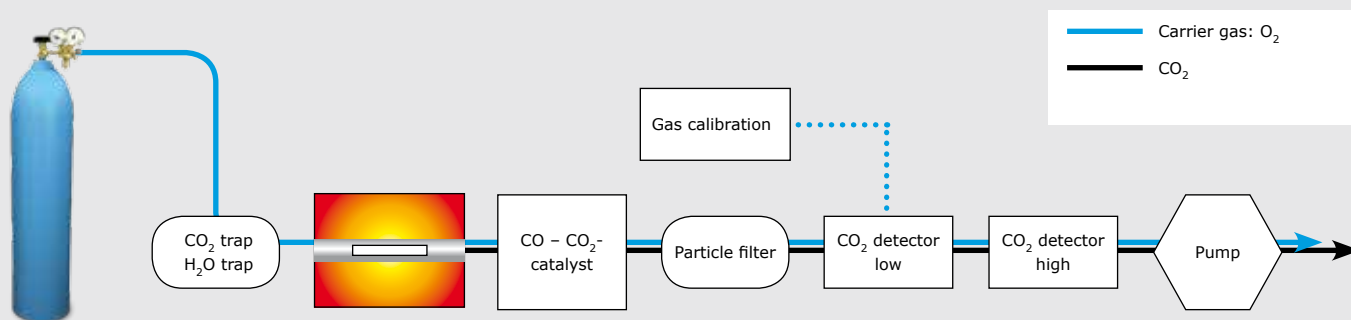 Carrier gas: O₂
CO₂
Gas calibration
CO₂ trap
H₂O trap
CO – CO₂-
catalyst
Particle filter
CO₂ detector
low
CO₂ detector
high
Pump